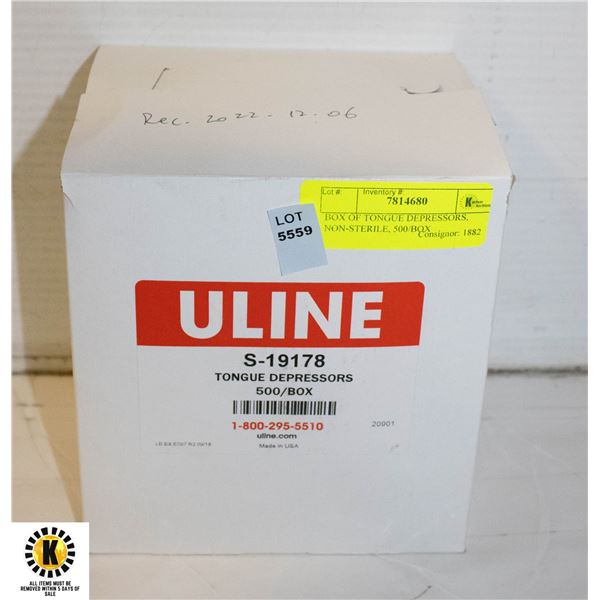 Rec. 2022-12-06
Lot #: Inventory #:
7814680
BOX OF TONGUE DEPRESSORS,
NON-STERILE, 500/BOX
Consignor: 1882
LOT
5559
ULINE
S-19178
TONGUE DEPRESSORS
500/BOX
1-800-295-5510
20901
uline.com
Made in USA
K
ALL ITEMS MUST BE
REMOVED WITHIN 5 DAYS OF
SALE